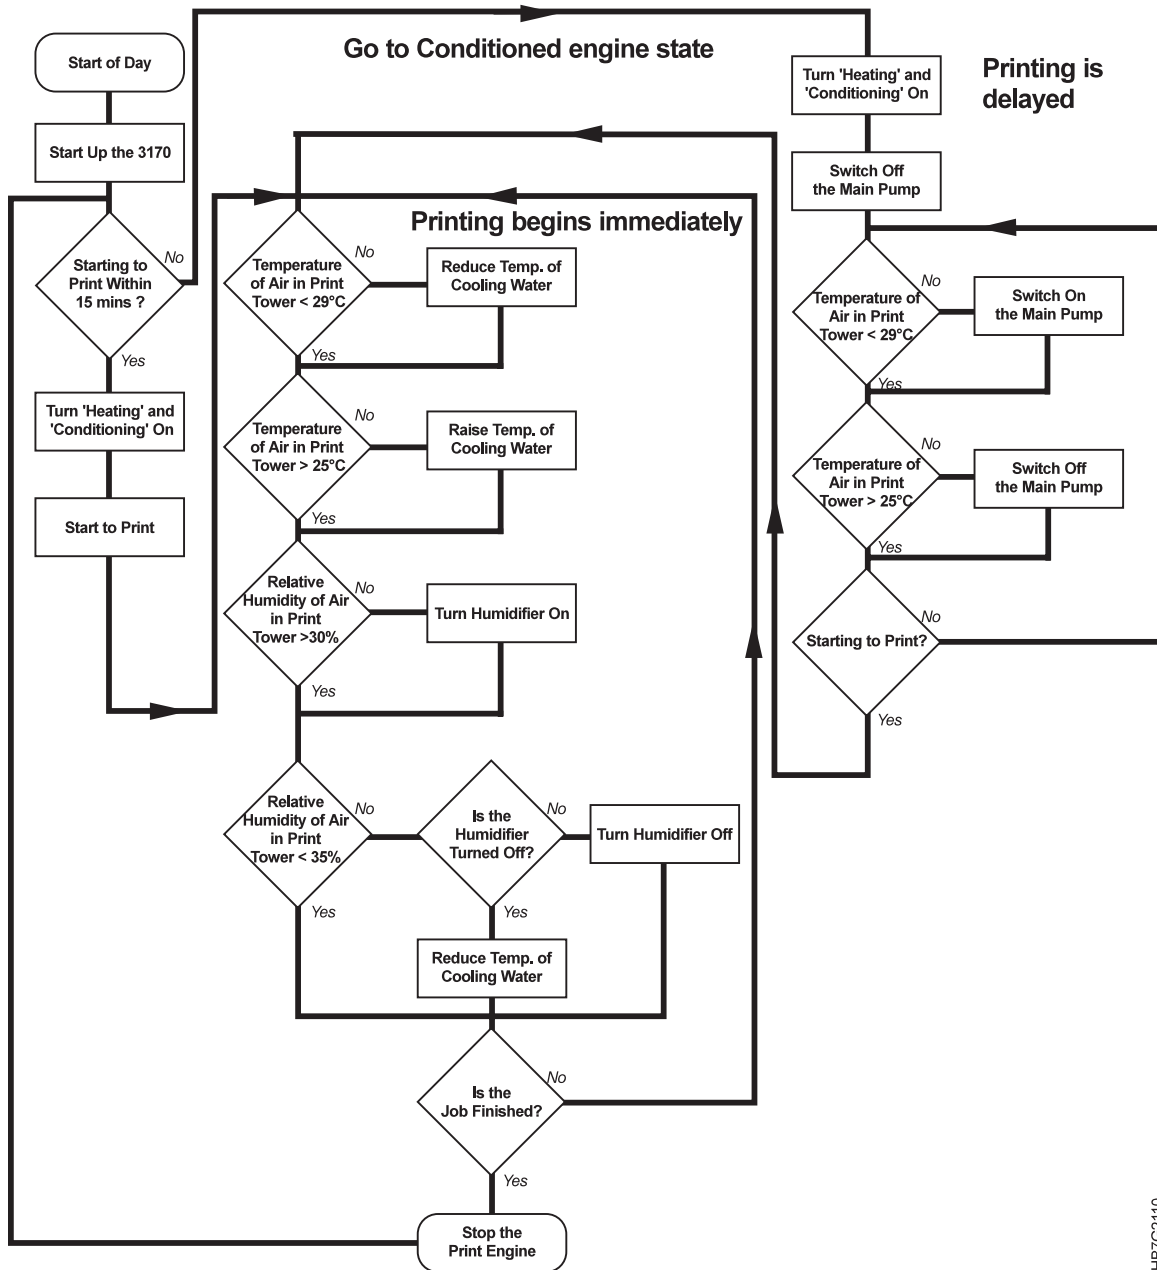 Go to Conditioned engine state
Start of Day
Start Up the 3170
Starting to
Print Within
15 mins ?
No
Yes
Turn 'Heating' and
'Conditioning' On
Start to Print
Printing begins immediately
Temperature
of Air in Print
Tower < 29°C
No
Reduce Temp. of
Cooling Water
Yes
Temperature
of Air in Print
Tower > 25°C
No
Raise Temp. of
Cooling Water
Yes
Relative
Humidity of Air
in Print
Tower >30%
No
Turn Humidifier On
Yes
Relative
Humidity of Air
in Print
Tower < 35%
No
Yes
Is the
Humidifier
Turned Off?
No
Turn Humidifier Off
Yes
Reduce Temp. of
Cooling Water
Is the
Job Finished?
No
Yes
Stop the
Print Engine
Printing is
delayed
Turn 'Heating' and
'Conditioning' On
Switch Off
the Main Pump
Temperature of
Air in Print
Tower < 29°C
No
Switch On
the Main Pump
Yes
Temperature of
Air in Print
Tower > 25°C
No
Switch Off
the Main Pump
Yes
Starting to Print?
No
Yes